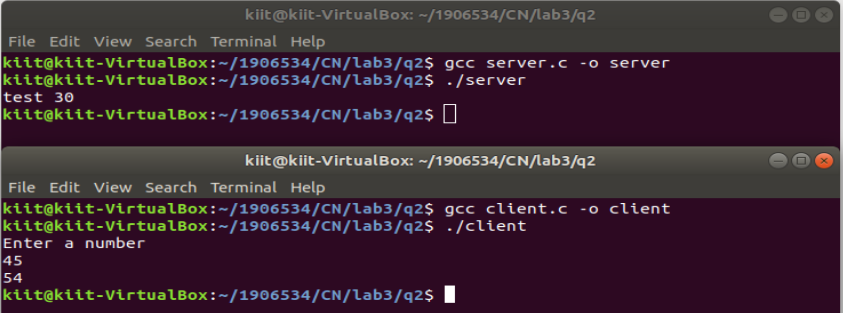 kiit@kiit-VirtualBox: ~/1906534/CN/lab3/q2
File Edit View Search Terminal Help
kiit@kiit-VirtualBox:~/1906534/CN/lab3/q2$ gcc server.c -o server
kiit@kiit-VirtualBox:~/1906534/CN/lab3/q2$ ./server
test 30
kiit@kiit-VirtualBox:~/1906534/CN/lab3/q2$
kiit@kiit-VirtualBox: ~/1906534/CN/lab3/q2
File Edit View Search Terminal Help
kiit@kiit-VirtualBox:~/1906534/CN/lab3/q2$ gcc client.c -o client
kiit@kiit-VirtualBox:~/1906534/CN/lab3/q2$ ./client
Enter a number
45
54
kiit@kiit-VirtualBox:~/1906534/CN/lab3/q2$